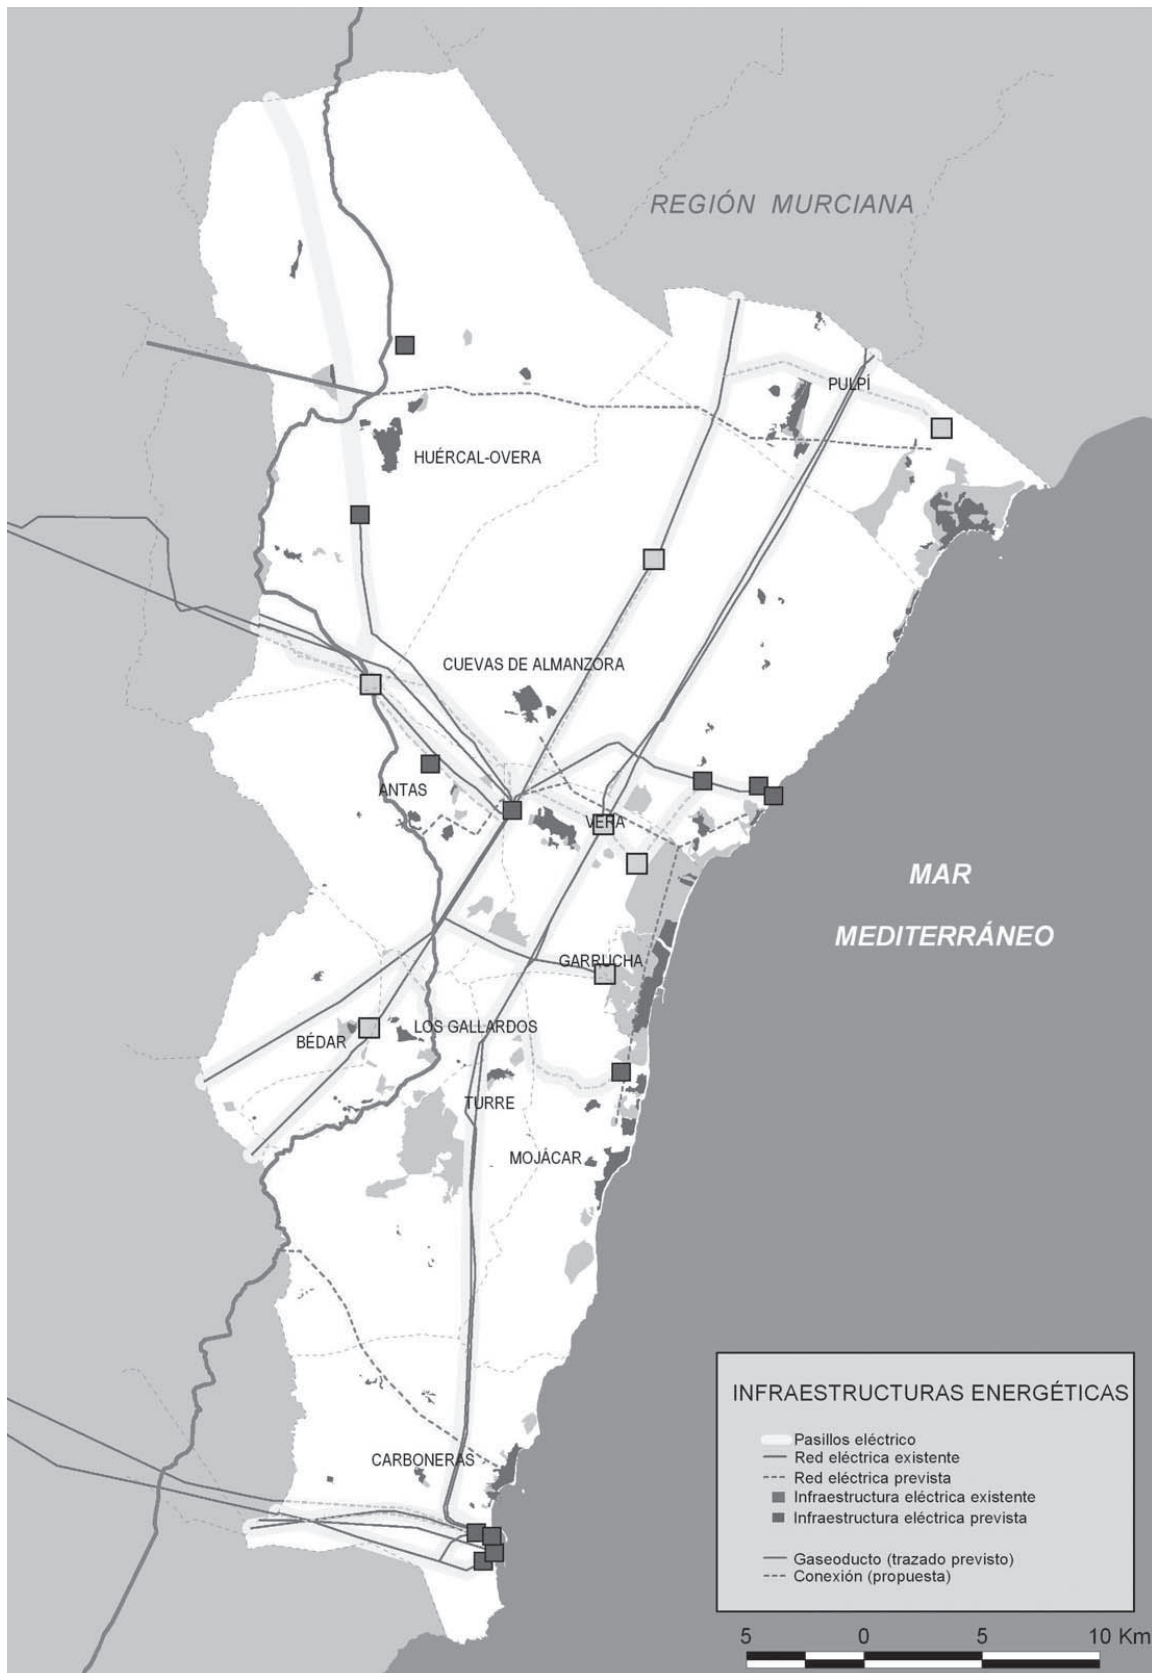 REGIÓN MURCIANA
PULPÍ
HUÉRCAL-OVERA
CUEVAS DE ALMANZORA
ANTAS
VERA
MAR
MEDITERRÁNEO
GARRUCHA
LOS GALLARDOS
BÉDAR
TURRE
MOJÁCAR
CARBONERAS
INFRAESTRUCTURAS ENERGÉTICAS
Pasillos eléctrico
Red eléctrica existente
Red eléctrica prevista
Infraestructura eléctrica existente
Infraestructura eléctrica prevista
Gaseoducto (trazado previsto)
Conexión (propuesta)
5 0 5 10 Km